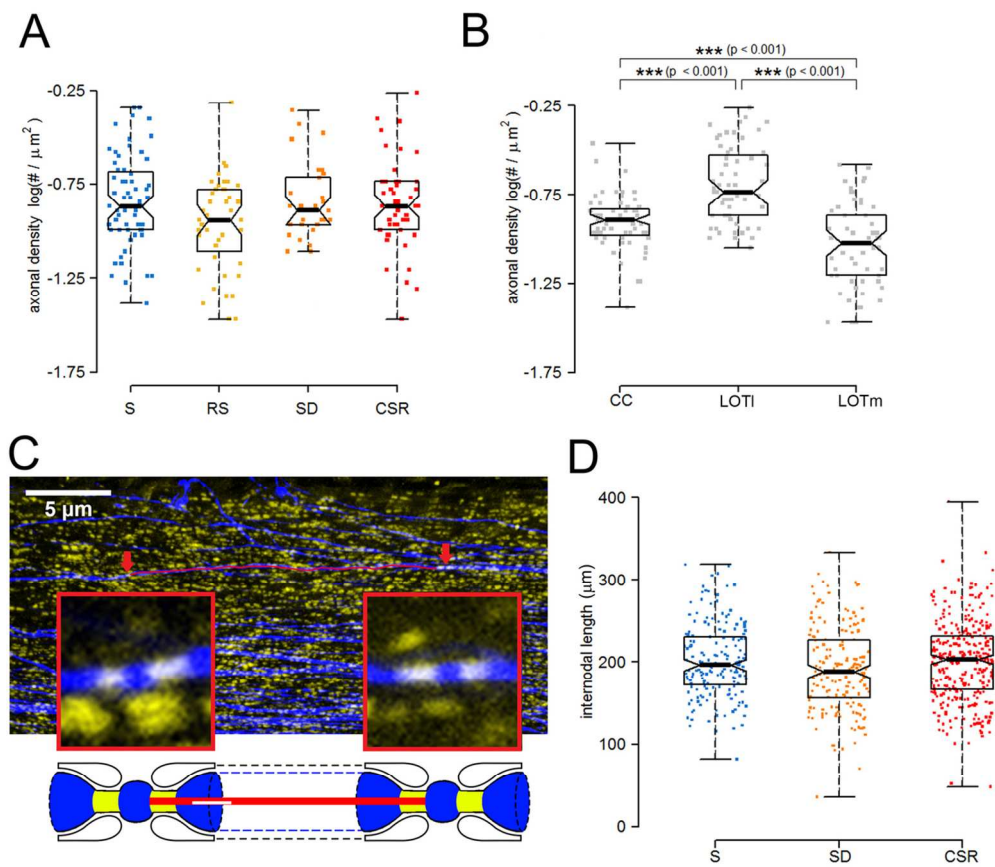 A
axonal density log(# / μm²)
-0.25
-0.75
-1.25
-1.75
S RS SD CSR
B
*** (p < 0.001)
*** (p < 0.001) *** (p < 0.001)
axonal density log(# / μm²)
-0.25
-0.75
-1.25
-1.75
CC LOTl LOTm
C
5 μm
D
internodal length (μm)
400
300
200
100
0
S SD CSR